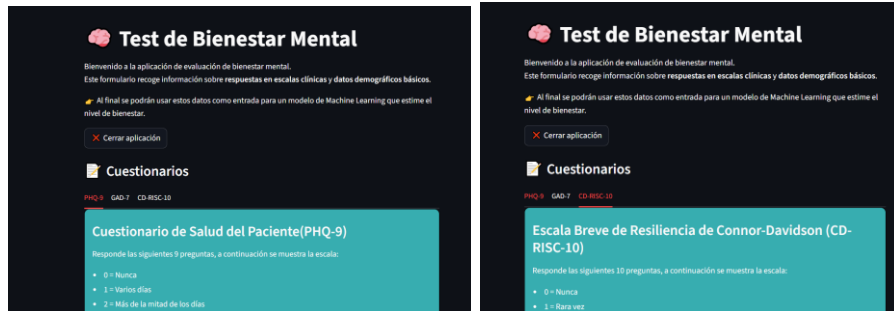 🧠 Test de Bienestar Mental
Bienvenido a la aplicación de evaluación de bienestar mental.
Este formulario recoge información sobre respuestas en escalas clínicas y datos demográficos básicos.
👉 Al final se podrán usar estos datos como entrada para un modelo de Machine Learning que estime el
nivel de bienestar.
❌ Cerrar aplicación
📝 Cuestionarios
PHQ-9 GAD-7 CD-RISC-10
Cuestionario de Salud del Paciente(PHQ-9)
Responde las siguientes 9 preguntas, a continuación se muestra la escala:
• 0 = Nunca
• 1 = Varios días
• 2 = Más de la mitad de los días
🧠 Test de Bienestar Mental
Bienvenido a la aplicación de evaluación de bienestar mental.
Este formulario recoge información sobre respuestas en escalas clínicas y datos demográficos básicos.
👉 Al final se podrán usar estos datos como entrada para un modelo de Machine Learning que estime el
nivel de bienestar.
❌ Cerrar aplicación
📝 Cuestionarios
PHQ-9 GAD-7 CD-RISC-10
Escala Breve de Resiliencia de Connor-Davidson (CD-
RISC-10)
Responde las siguientes 10 preguntas, a continuación se muestra la escala:
• 0 = Nunca
• 1 = Rara vez